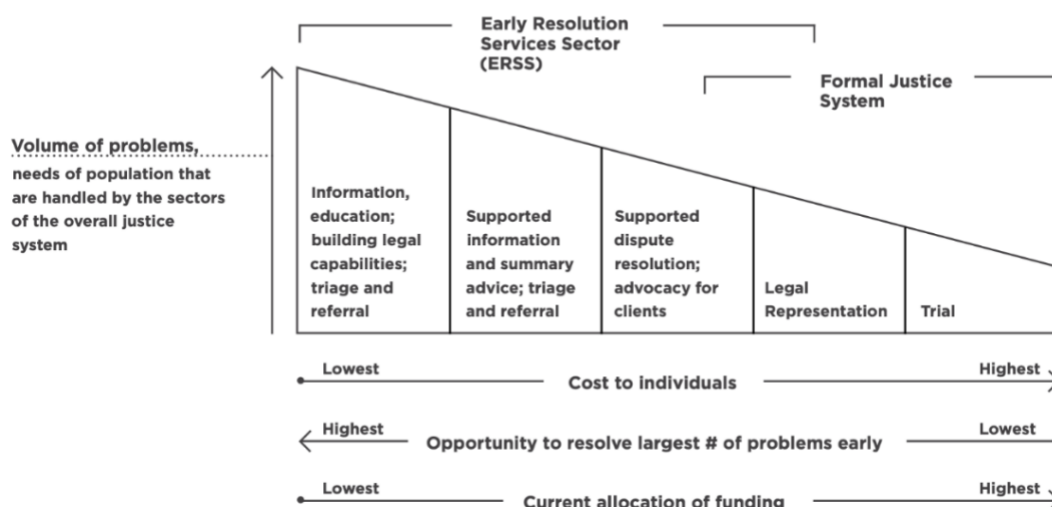 Early Resolution
Services Sector
(ERSS)
Formal Justice
System
Volume of problems,
needs of population that
are handled by the sectors
of the overall justice
system
Information,
education;
building legal
capabilities;
triage and
referral
Supported
information
and summary
advice; triage
and referral
Supported
dispute
resolution;
advocacy for
clients
Legal
Representation
Trial
Lowest
Cost to individuals
Highest
Highest
Opportunity to resolve largest # of problems early
Lowest
Lowest
Current allocation of funding
Highest